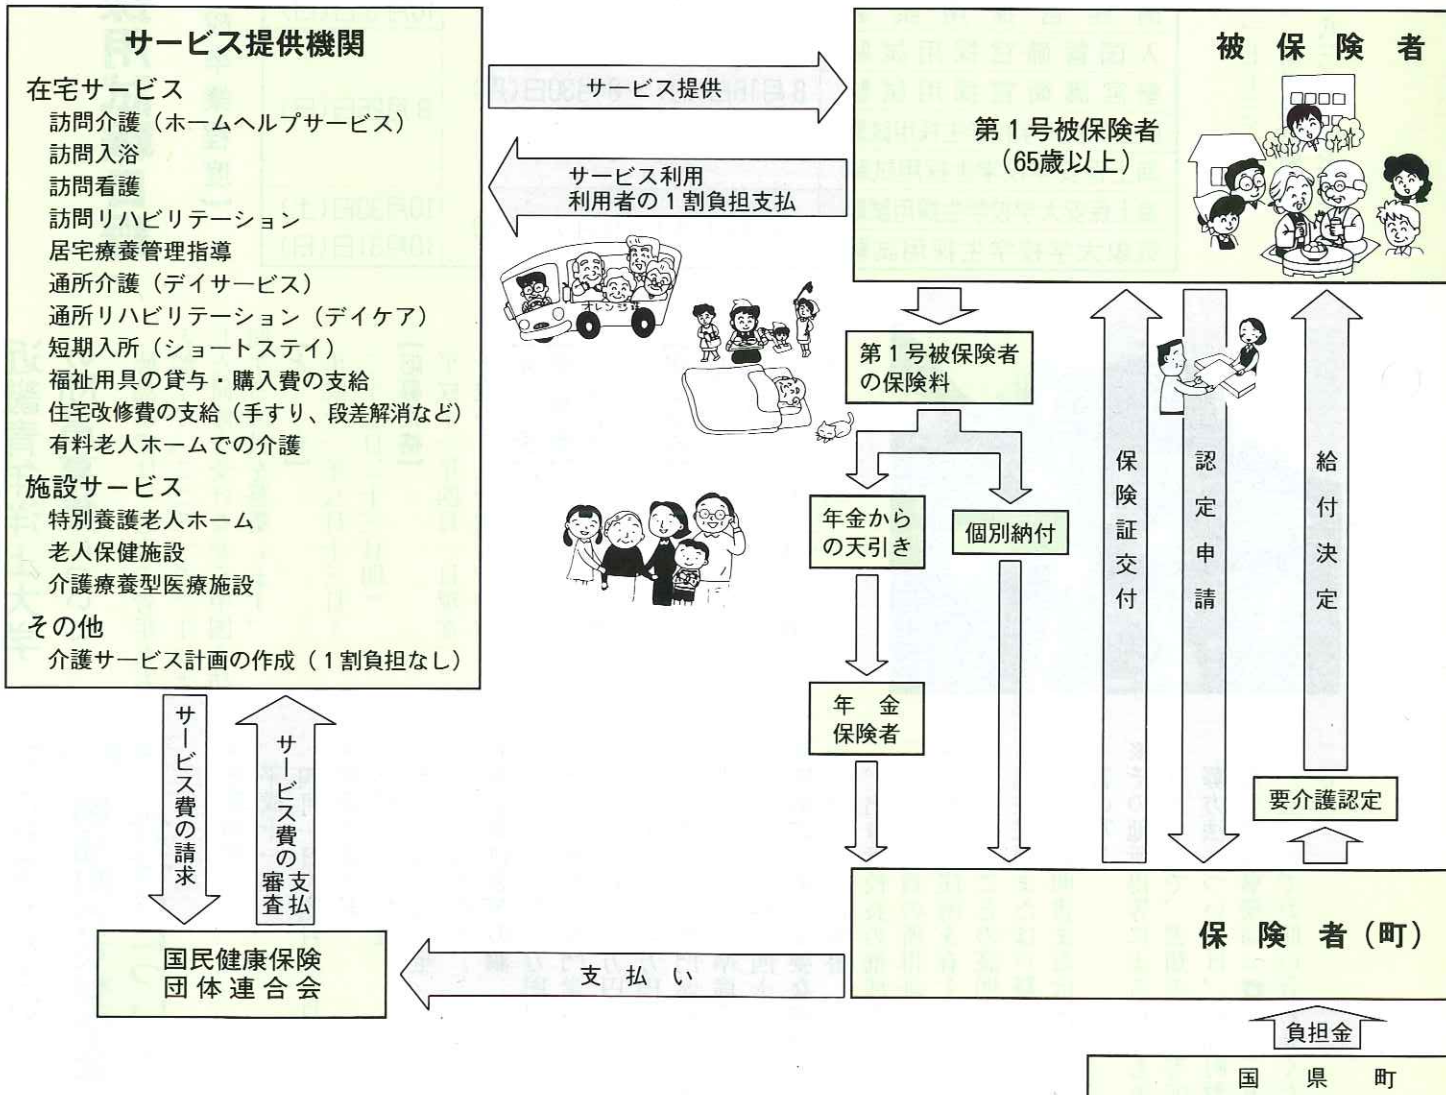 サービス提供機関
在宅サービス
訪問介護（ホームヘルプサービス）
訪問入浴
訪問看護
訪問リハビリテーション
居宅療養管理指導
通所介護（デイサービス）
通所リハビリテーション（デイケア）
短期入所（ショートステイ）
福祉用具の貸与・購入費の支給
住宅改修費の支給（手すり、段差解消など）
有料老人ホームでの介護
施設サービス
特別養護老人ホーム
老人保健施設
介護療養型医療施設
その他
介護サービス計画の作成（１割負担なし）
サービス提供
サービス利用
利用者の１割負担支払
被保険者
第１号被保険者
（65歳以上）
オレンジ荘
第１号被保険者
の保険料
年金から
の天引き
個別納付
年金
保険者
保険証交付
認定申請
給付決定
要介護認定
サービス費の請求
サービス費の支払
審査
国民健康保険
団体連合会
支払い
保険者（町）
負担金
国　県　町